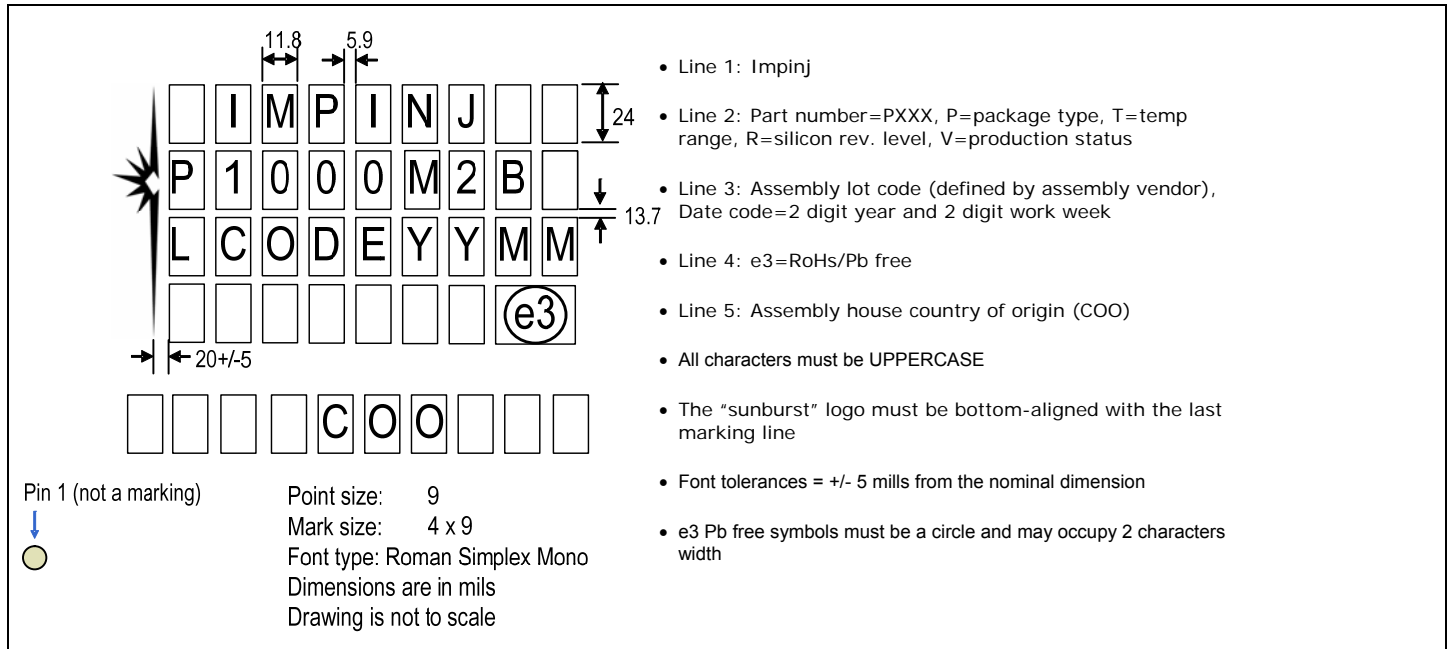 11.8
5.9
IMPINJ
24
P1000M2B
13.7
LCODEYYMM
e3
20+/-5
COO
Pin 1 (not a marking)
Point size: 9
Mark size: 4 x 9
Font type: Roman Simplex Mono
Dimensions are in mils
Drawing is not to scale
• Line 1: Impinj
• Line 2: Part number=PXXX, P=package type, T=temp
range, R=silicon rev. level, V=production status
• Line 3: Assembly lot code (defined by assembly vendor),
Date code=2 digit year and 2 digit work week
• Line 4: e3=RoHs/Pb free
• Line 5: Assembly house country of origin (COO)
• All characters must be UPPERCASE
• The “sunburst” logo must be bottom-aligned with the last
marking line
• Font tolerances = +/- 5 mills from the nominal dimension
• e3 Pb free symbols must be a circle and may occupy 2 characters
width